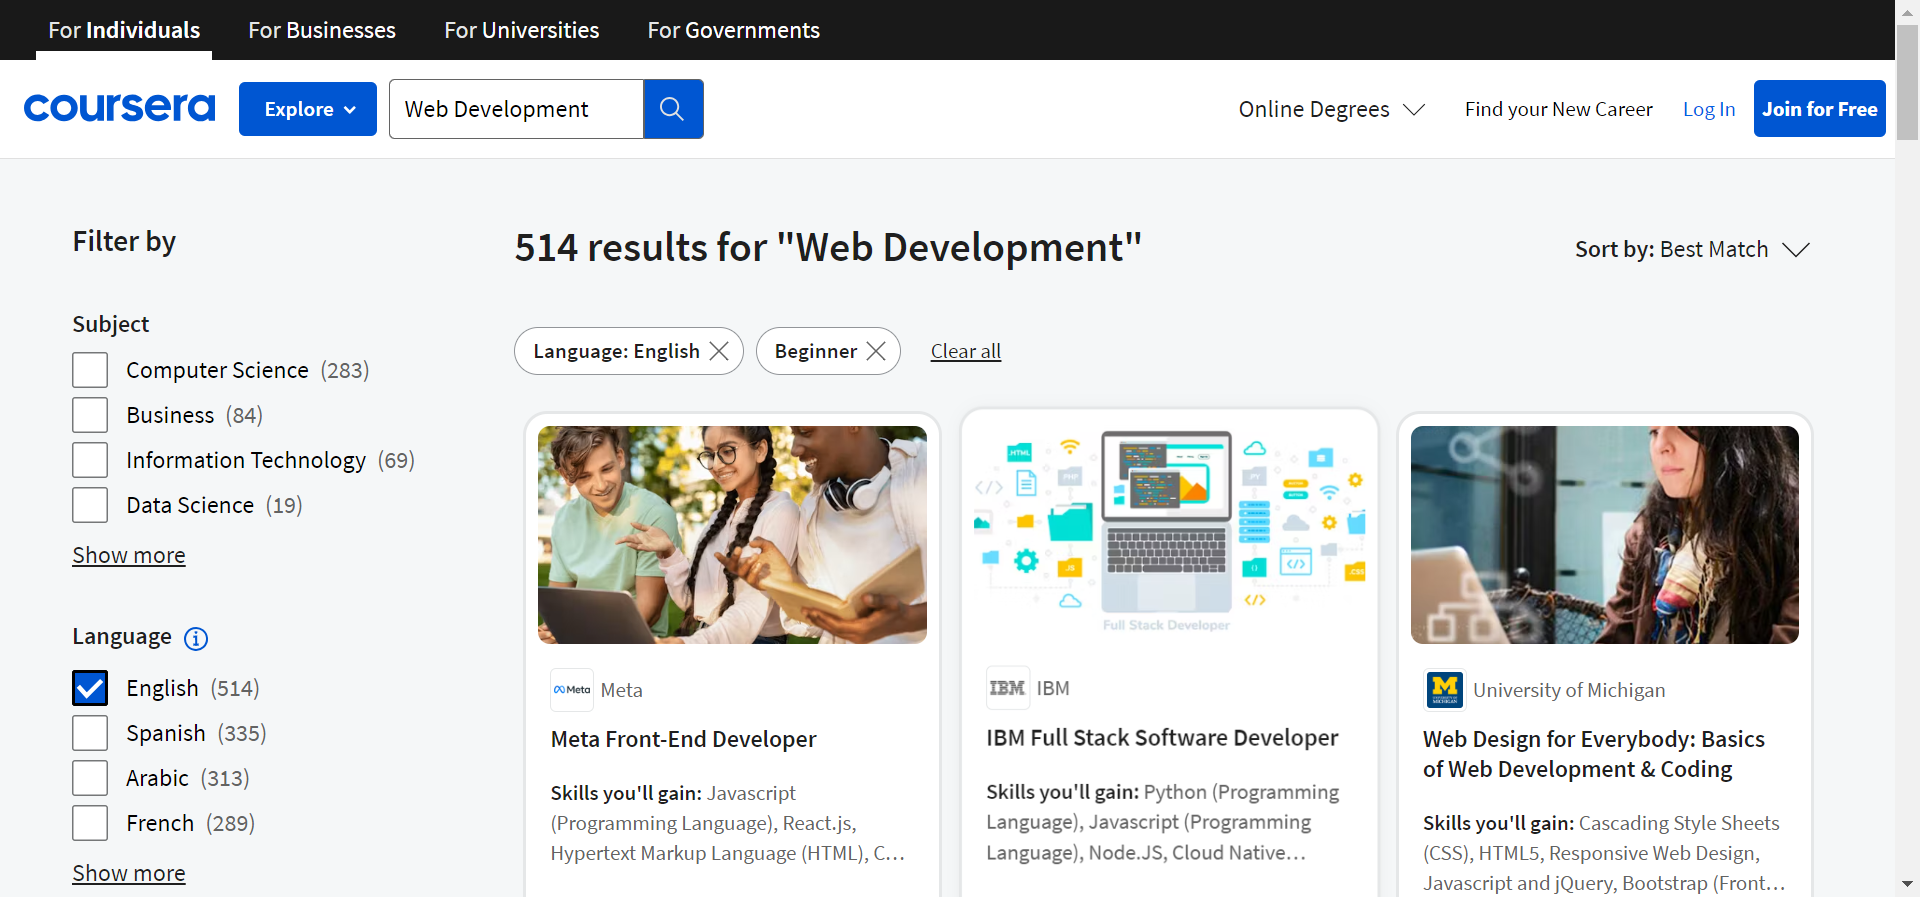 For Individuals
For Businesses
For Universities
For Governments
coursera
Explore
Web Development
Online Degrees
Find your New Career
Log In
Join for Free
Filter by
514 results for "Web Development"
Sort by: Best Match
Language: English
Beginner
Clear all
Subject
Computer Science (283)
Business (84)
Information Technology (69)
Data Science (19)
Show more
Language
English (514)
Spanish (335)
Arabic (313)
French (289)
Show more
Meta
Meta
Meta Front-End Developer
Skills you'll gain: Javascript
(Programming Language), React.js,
Hypertext Markup Language (HTML), C…
.HTML
.PHP
.JS
.PY
.CSS
Full Stack Developer
IBM
IBM
IBM Full Stack Software Developer
Skills you'll gain: Python (Programming
Language), Javascript (Programming
Language), Node.JS, Cloud Native…
M
University of Michigan
Web Design for Everybody: Basics
of Web Development & Coding
Skills you'll gain: Cascading Style Sheets
(CSS), HTML5, Responsive Web Design,
Javascript and jQuery, Bootstrap (Front…